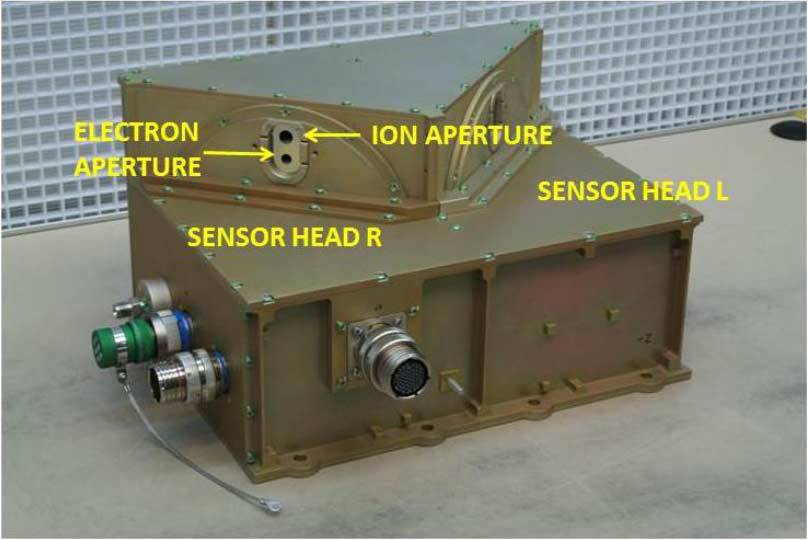 ELECTRON
APERTURE
ION APERTURE
SENSOR HEAD L
SENSOR HEAD R
-Z